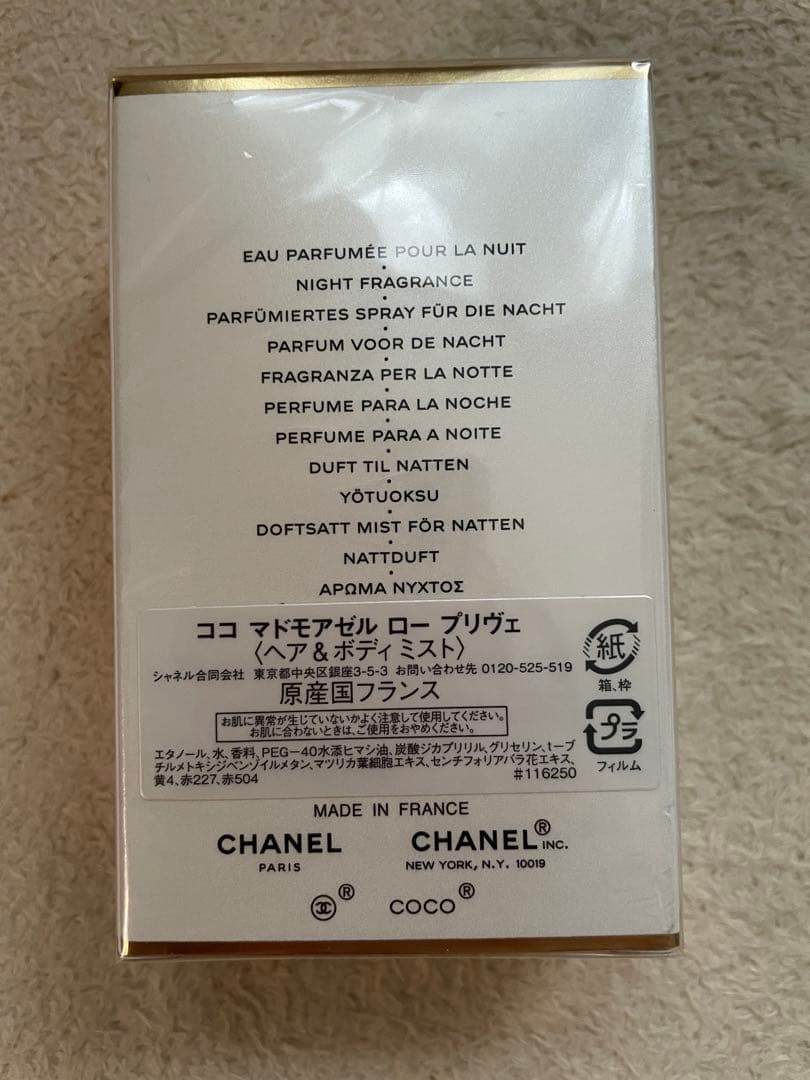 EAU PARFUMÉE POUR LA NUIT
NIGHT FRAGRANCE
PARFÜMIERTES SPRAY FÜR DIE NACHT
PARFUM VOOR DE NACHT
FRAGRANZA PER LA NOTTE
PERFUME PARA LA NOCHE
PERFUME PARA A NOITE
DUFT TIL NATTEN
YÖTUOKSU
DOFTSATT MIST FÖR NATTEN
NATTDUFT
ΑΡΩΜΑ ΝΥΧΤΟΣ
ココ マドモアゼル ロー プリヴェ
〈ヘア&ボディ ミスト〉
シャネル合同会社 東京都中央区銀座3-5-3 お問い合わせ先 0120-525-519
原産国フランス
お肌に異常が生じていないかよく注意して使用してください。
お肌に合わないときは、ご使用をおやめください。
エタノール、水、香料、PEG-40水添ヒマシ油、炭酸ジカプリリル、グリセリン、t-ブ
チルメトキシジベンゾイルメタン、マツリカ葉細胞エキス、センチフォリアバラ花エキス、
黄4、赤227、赤504
#116250
紙
箱、枠
プラ
フィルム
MADE IN FRANCE
CHANEL
PARIS
CHANEL® INC.
NEW YORK, N.Y. 10019
®
COCO®